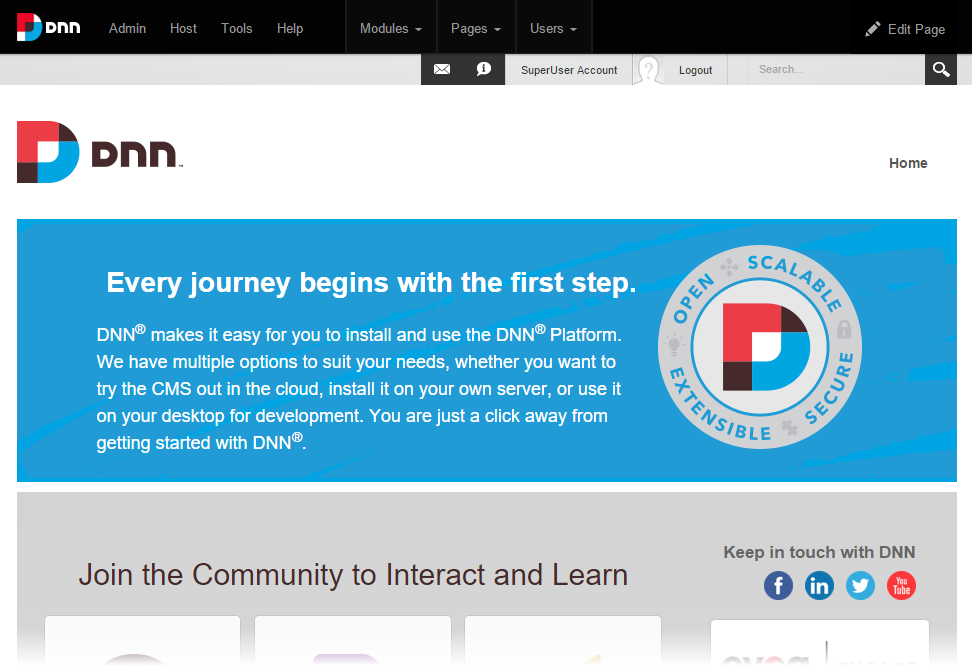 DNN Admin Host Tools Help Modules Pages Users Edit Page
SuperUser Account Logout Search...
DNN
Home
Every journey begins with the first step.
DNN® makes it easy for you to install and use the DNN® Platform.
We have multiple options to suit your needs, whether you want to
try the CMS out in the cloud, install it on your own server, or use it
on your desktop for development. You are just a click away from
getting started with DNN®.
OPEN SCALABLE SECURE EXTENSIBLE
Keep in touch with DNN
Join the Community to Interact and Learn
f in You Tube